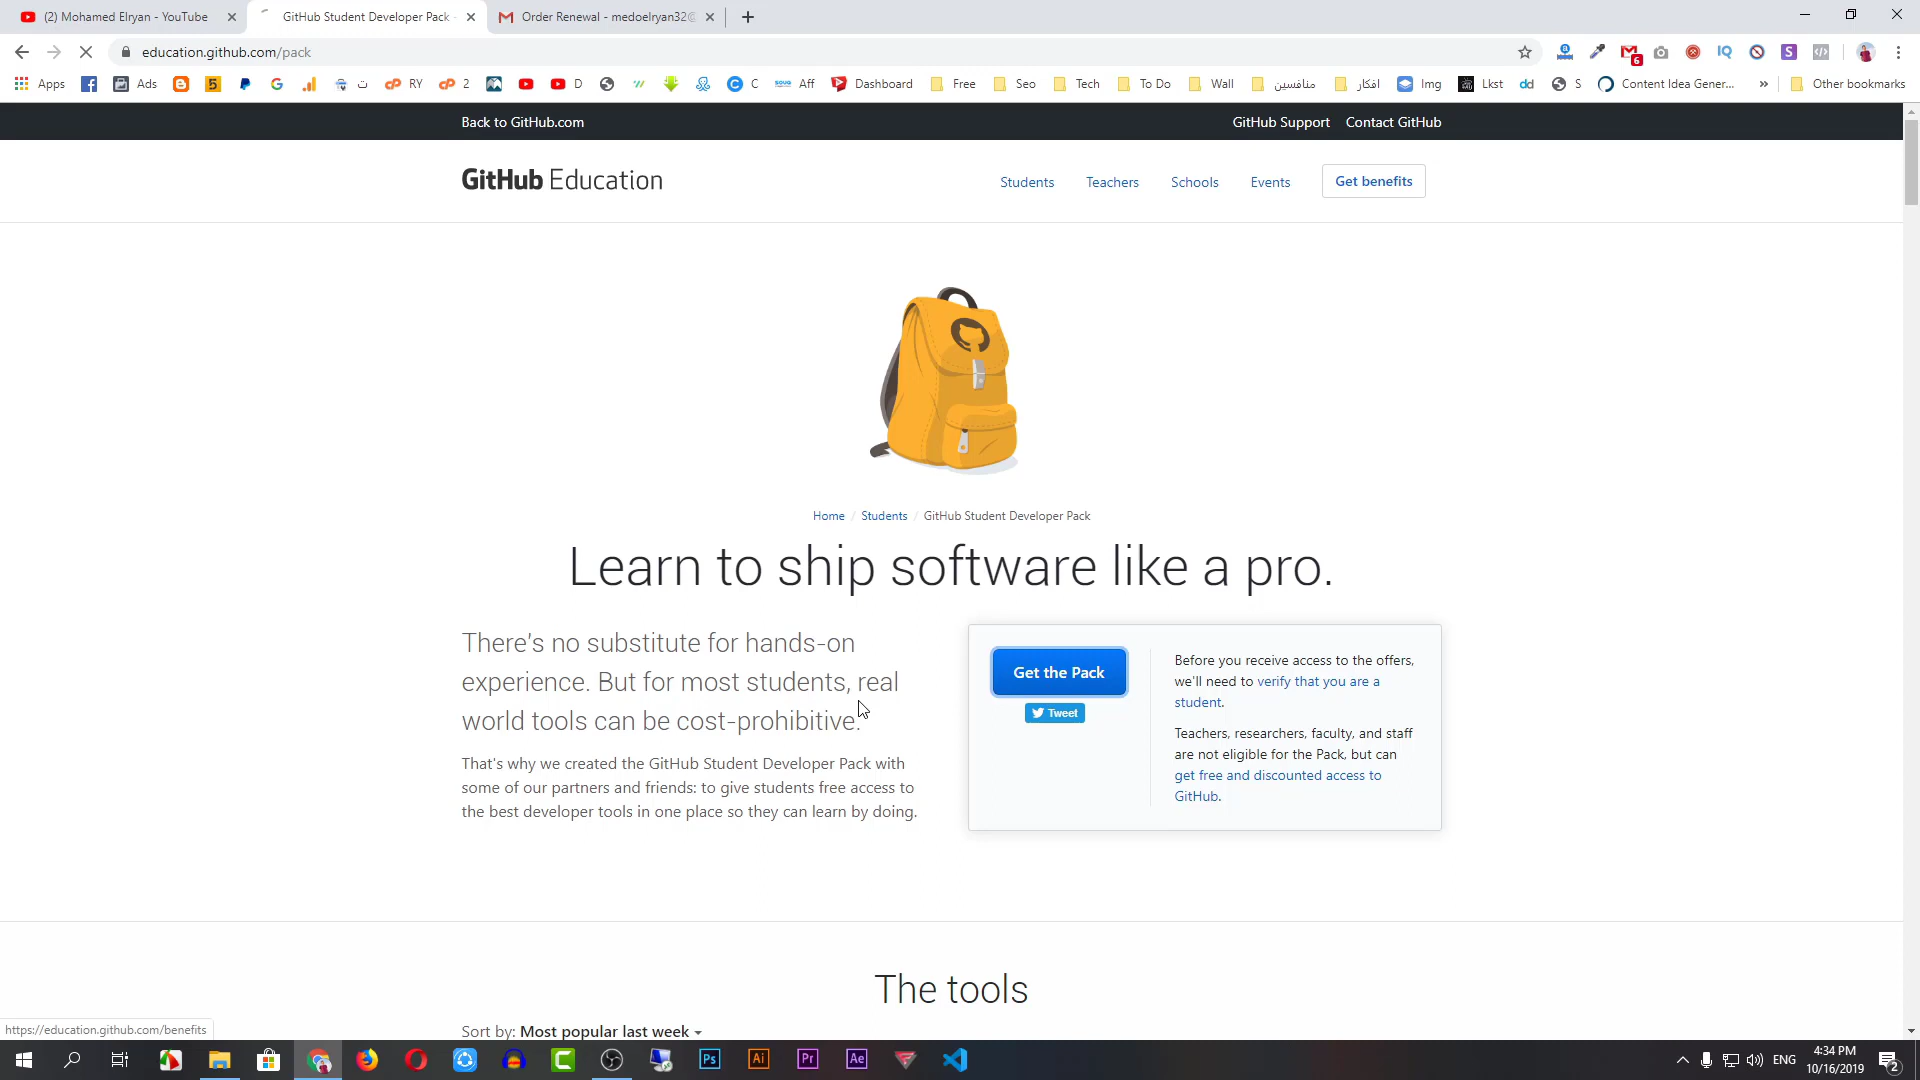 (2) Mohamed Elryan - YouTube
GitHub Student Developer Pack -
Order Renewal - medoelryan32@
education.github.com/pack
6
Apps
Ads
5
ت
RY
2
D
C
Aff
Dashboard
Free
Seo
Tech
To Do
Wall
منافسين
افكار
Img
Lkst
dd
S
Content Idea Gener...
»
Other bookmarks
Back to GitHub.com
GitHub Support
Contact GitHub
GitHub Education
Students
Teachers
Schools
Events
Get benefits
Home / Students / GitHub Student Developer Pack
Learn to ship software like a pro.
There's no substitute for hands-on
experience. But for most students, real
world tools can be cost-prohibitive.
That's why we created the GitHub Student Developer Pack with
some of our partners and friends: to give students free access to
the best developer tools in one place so they can learn by doing.
Get the Pack
Tweet
Before you receive access to the offers,
we'll need to verify that you are a
student.
Teachers, researchers, faculty, and staff
are not eligible for the Pack, but can
get free and discounted access to
GitHub.
The tools
Sort by: Most popular last week
https://education.github.com/benefits
Ps
Ai
Pr
Ae
ENG
4:34 PM
10/16/2019
2